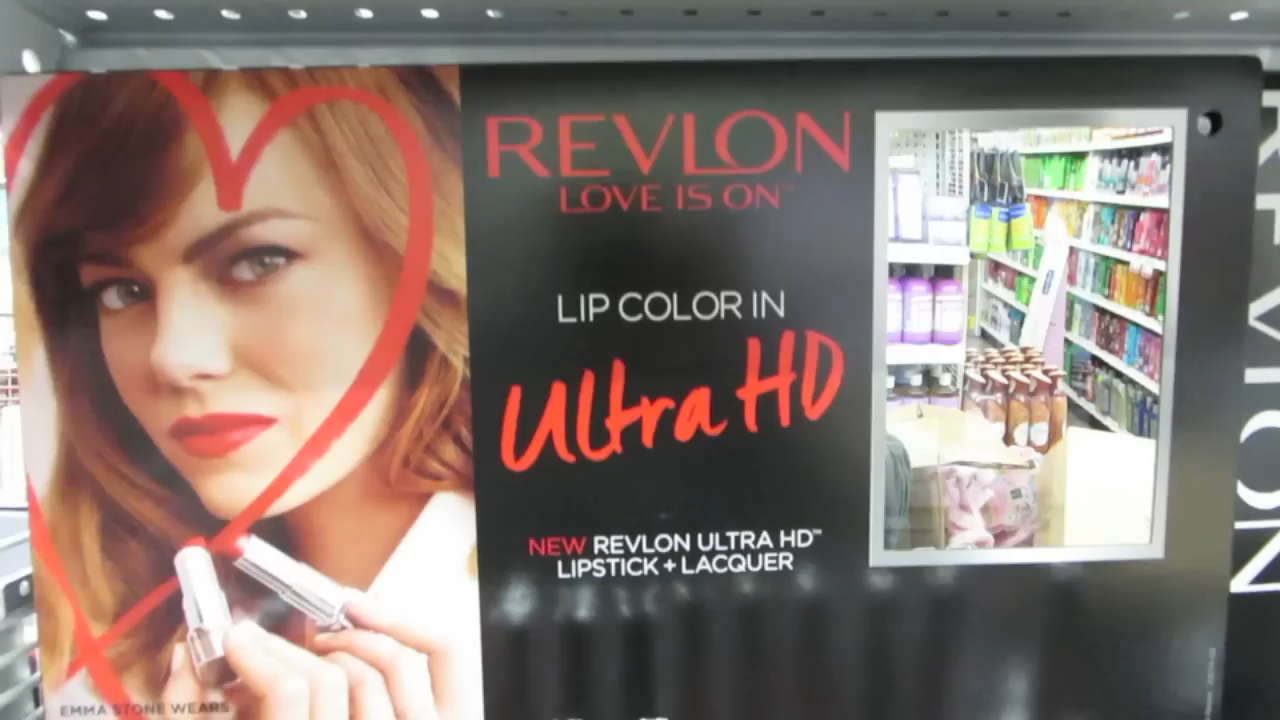 REVLON
LOVE IS ON™
LIP COLOR IN
Ultra HD
NEW REVLON ULTRA HD™
LIPSTICK + LACQUER
EMMA STONE WEARS
REVLON